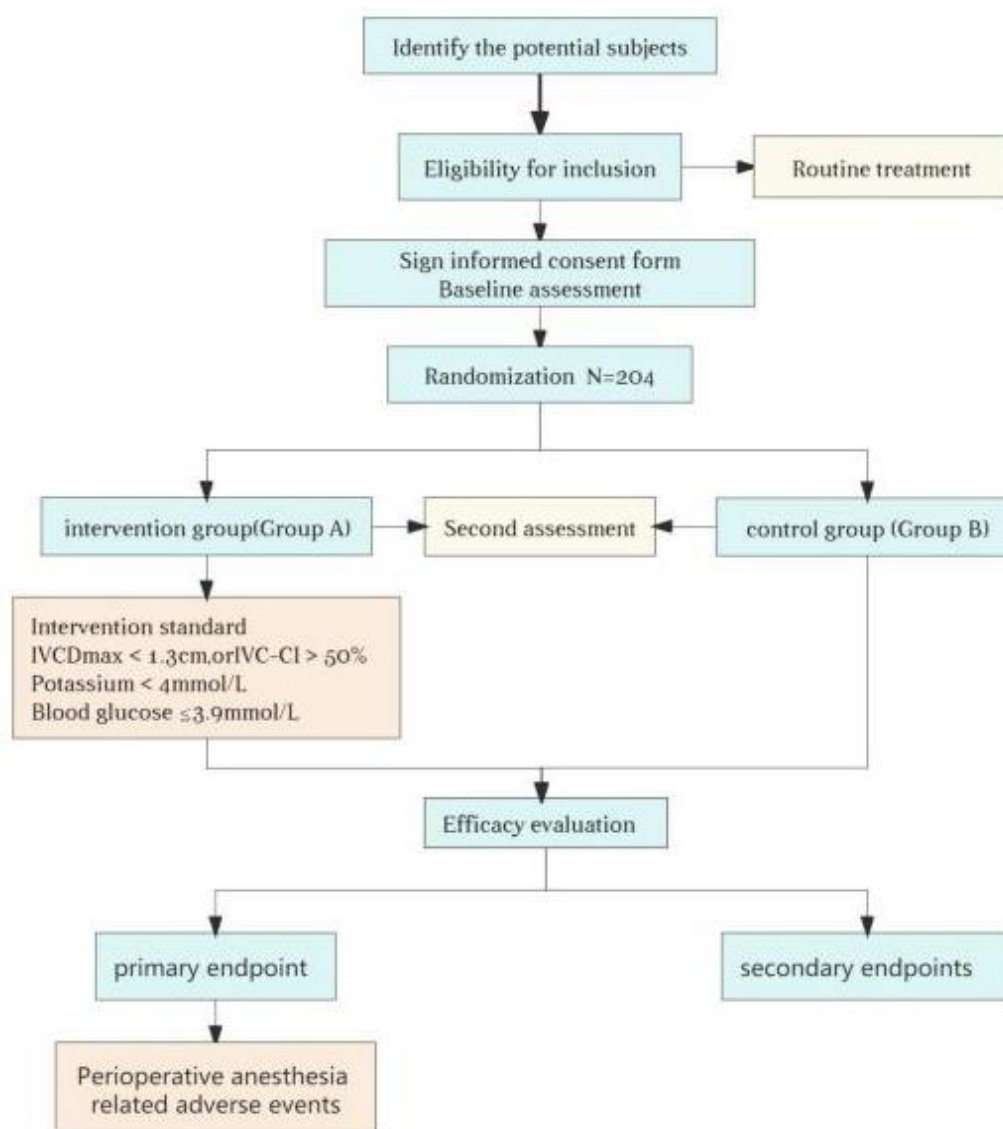 Identify the potential subjects
Eligibility for inclusion
Routine treatment
Sign informed consent form
Baseline assessment
Randomization N=204
intervention group(Group A)
Second assessment
control group (Group B)
Intervention standard
IVCDmax < 1.3cm,orIVC-CI > 50%
Potassium < 4mmol/L
Blood glucose ≤3.9mmol/L
Efficacy evaluation
primary endpoint
secondary endpoints
Perioperative anesthesia
related adverse events